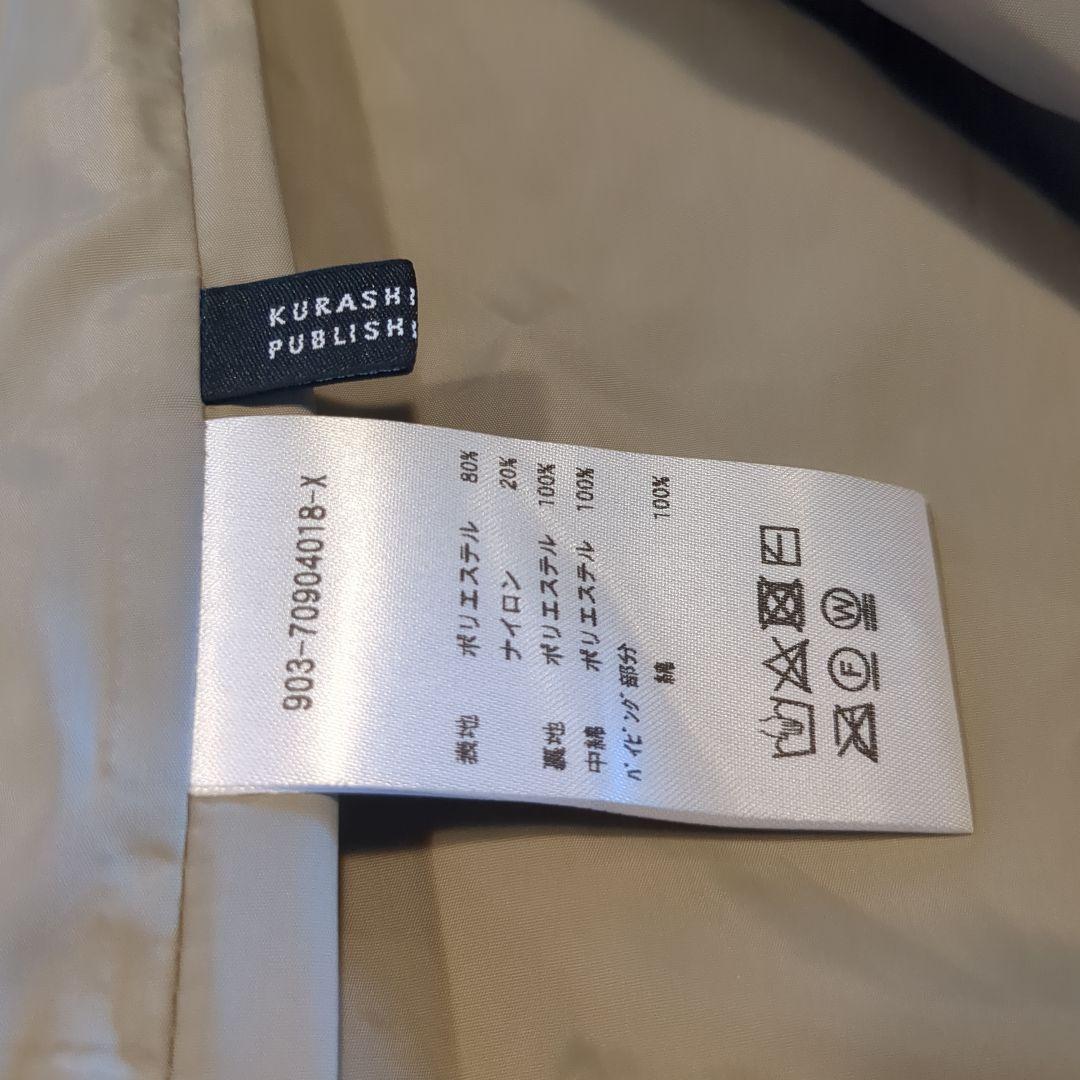 KURASHI
PUBLISHI
903-70904018-X
表地 ポリエステル 80%
ナイロン 20%
裏地 ポリエステル 100%
中綿 ポリエステル 100%
パイピング部分
綿 100%
F
W